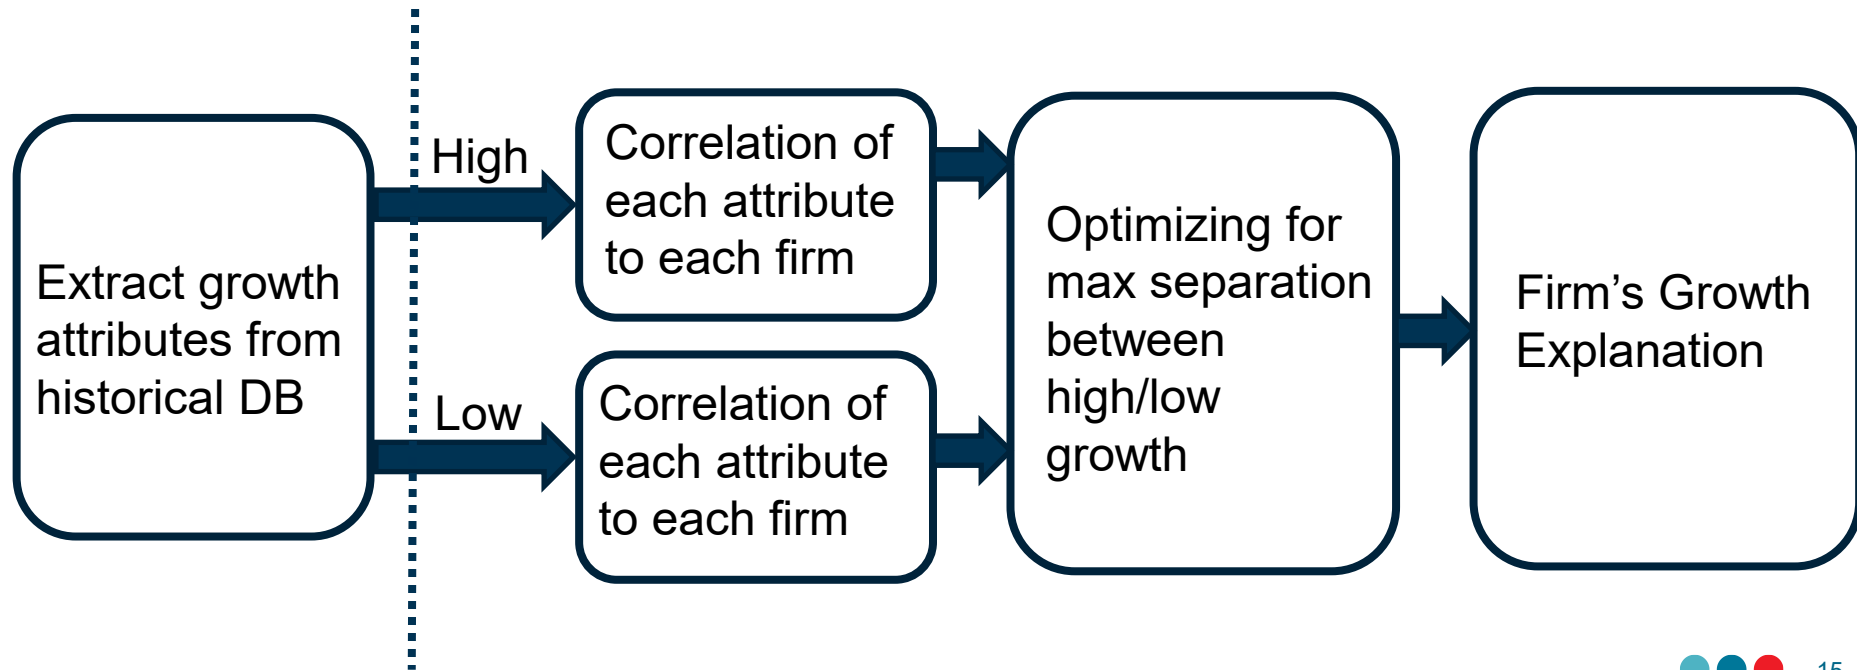 Extract growth
attributes from
historical DB
High
Low
Correlation of
each attribute
to each firm
Correlation of
each attribute
to each firm
Optimizing for
max separation
between
high/low
growth
Firm’s Growth
Explanation
15